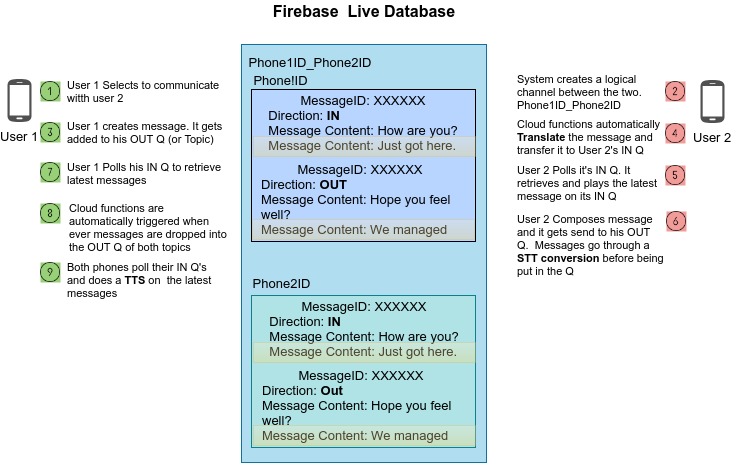 Firebase  Live Database
Phone1ID_Phone2ID
Phone!ID
MessageID: XXXXXX
Direction: IN
Message Content: How are you?
Message Content: Just got here.
MessageID: XXXXXX
Direction: OUT
Message Content: Hope you feel
well?
Message Content: We managed
Phone2ID
MessageID: XXXXXX
Direction: IN
Message Content: How are you?
Message Content: Just got here.
MessageID: XXXXXX
Direction: Out
Message Content: Hope you feel
well?
Message Content: We managed
User 1
1
User 1 Selects to communicate
witth user 2
3
User 1 creates message. It gets
added to his OUT Q (or Topic)
7
User 1 Polls his IN Q to retrieve
latest messages
8
Cloud functions are
automatically triggered when
ever messages are dropped into
the OUT Q of both topics
9
Both phones poll their IN Q's
and does a TTS on  the latest
messages
System creates a logical
channel between the two.
Phone1ID_Phone2ID
2
User 2
Cloud functions automatically
Translate the message and
transfer it to User 2's IN Q
4
User 2 Polls it's IN Q. It
retrieves and plays the latest
message on its IN Q
5
User 2 Composes message
and it gets send to his OUT
Q.  Messages go through a
STT conversion before being
put in the Q
6